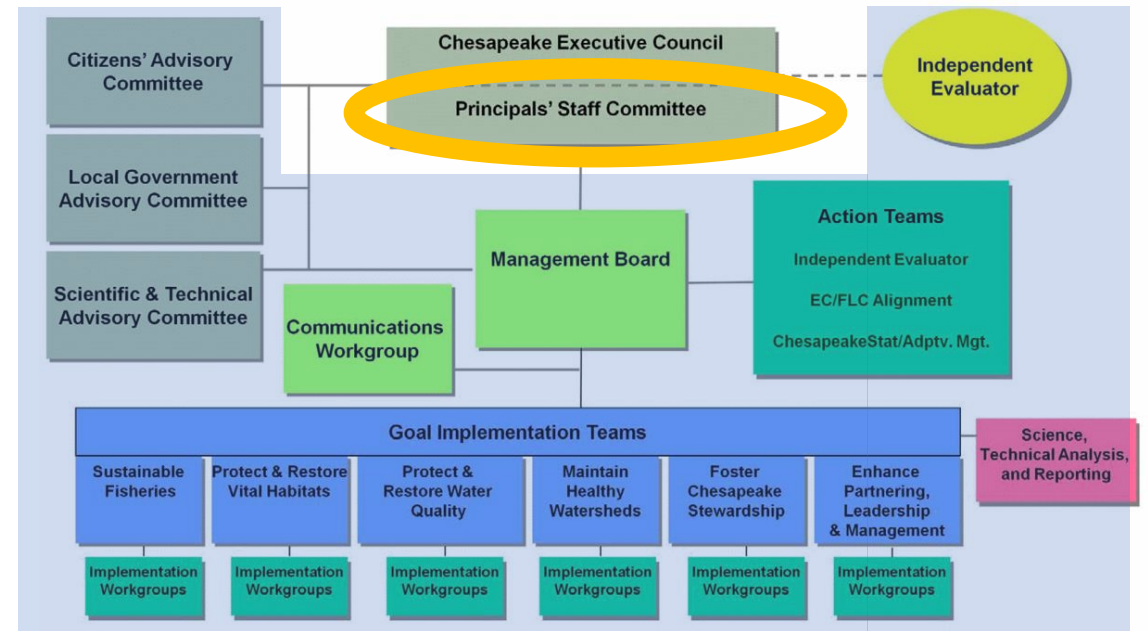 Citizens' Advisory
Committee
Chesapeake Executive Council
Principals' Staff Committee
Independent
Evaluator
Local Government
Advisory Committee
Scientific & Technical
Advisory Committee
Communications
Workgroup
Management Board
Action Teams
Independent Evaluator
EC/FLC Alignment
ChesapeakeStat/Adptv. Mgt.
Goal Implementation Teams
Science,
Technical Analysis,
and Reporting
Sustainable
Fisheries
Protect & Restore
Vital Habitats
Protect &
Restore Water
Quality
Maintain
Healthy
Watersheds
Foster
Chesapeake
Stewardship
Enhance
Partnering,
Leadership
& Management
Implementation
Workgroups
Implementation
Workgroups
Implementation
Workgroups
Implementation
Workgroups
Implementation
Workgroups
Implementation
Workgroups